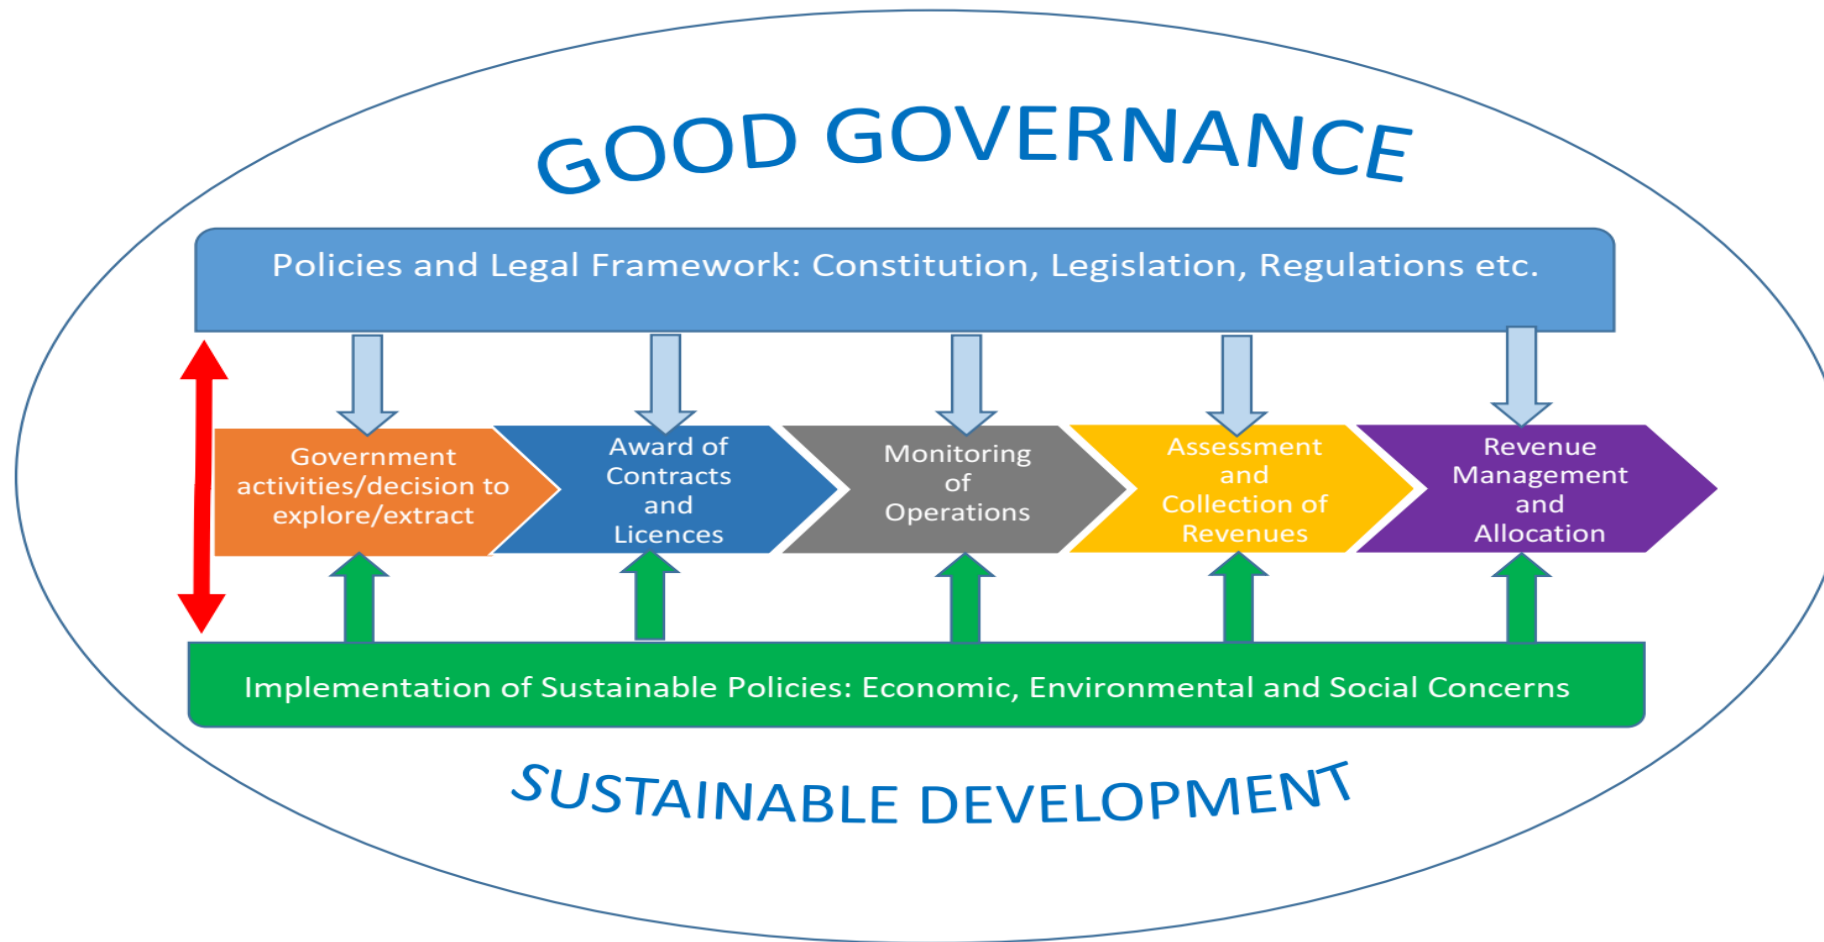 GOOD GOVERNANCE
Policies and Legal Framework: Constitution, Legislation, Regulations etc.
Government
activities/decision to
explore/extract
Award of
Contracts
and
Licences
Monitoring
of
Operations
Assessment
and
Collection of
Revenues
Revenue
Management
and
Allocation
Implementation of Sustainable Policies: Economic, Environmental and Social Concerns
SUSTAINABLE DEVELOPMENT